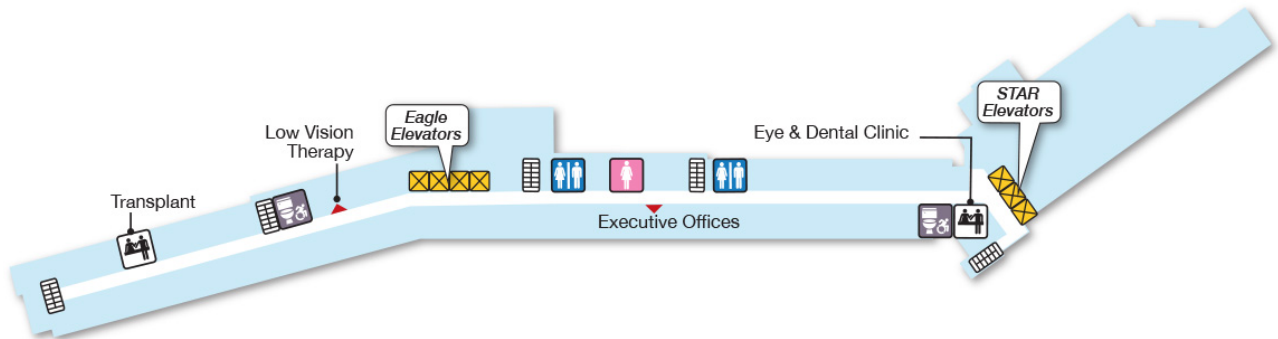 Transplant
Low Vision
Therapy
Eagle
Elevators
Executive Offices
Eye & Dental Clinic
STAR
Elevators